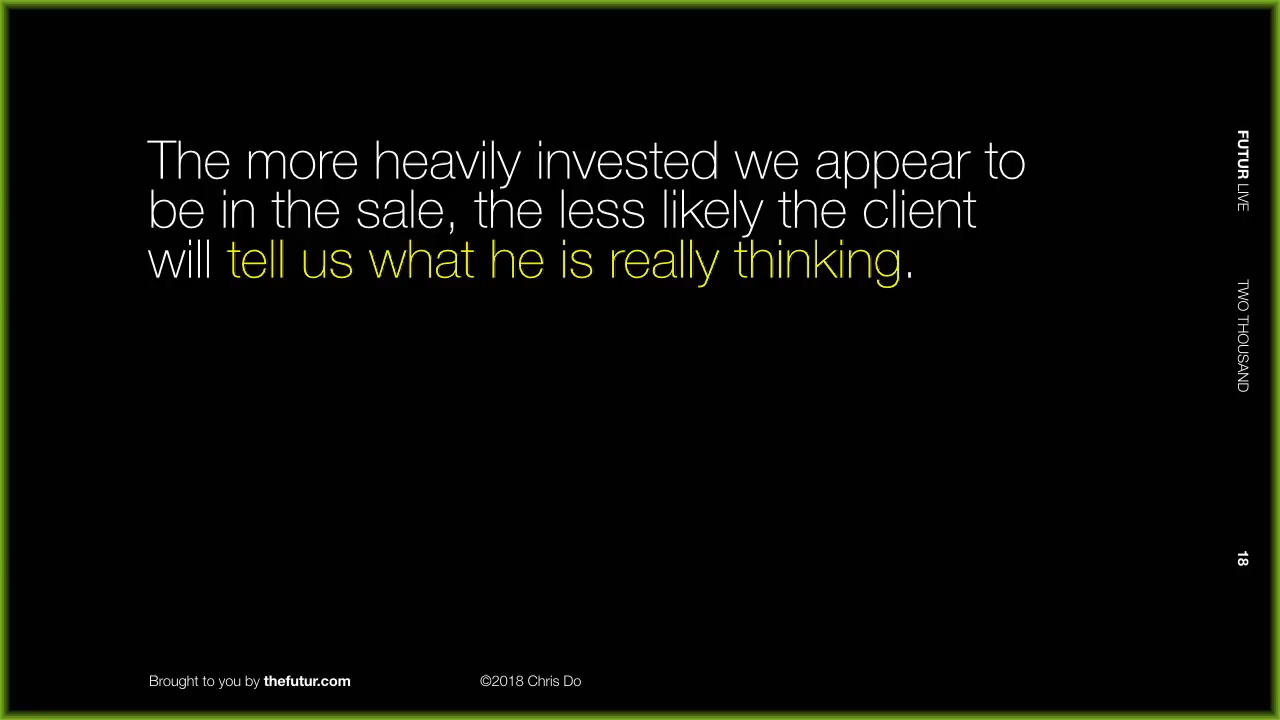 The more heavily invested we appear to
be in the sale, the less likely the client
will tell us what he is really thinking.
FUTUR LIVE
TWO THOUSAND
18
Brought to you by thefutur.com
©2018 Chris Do